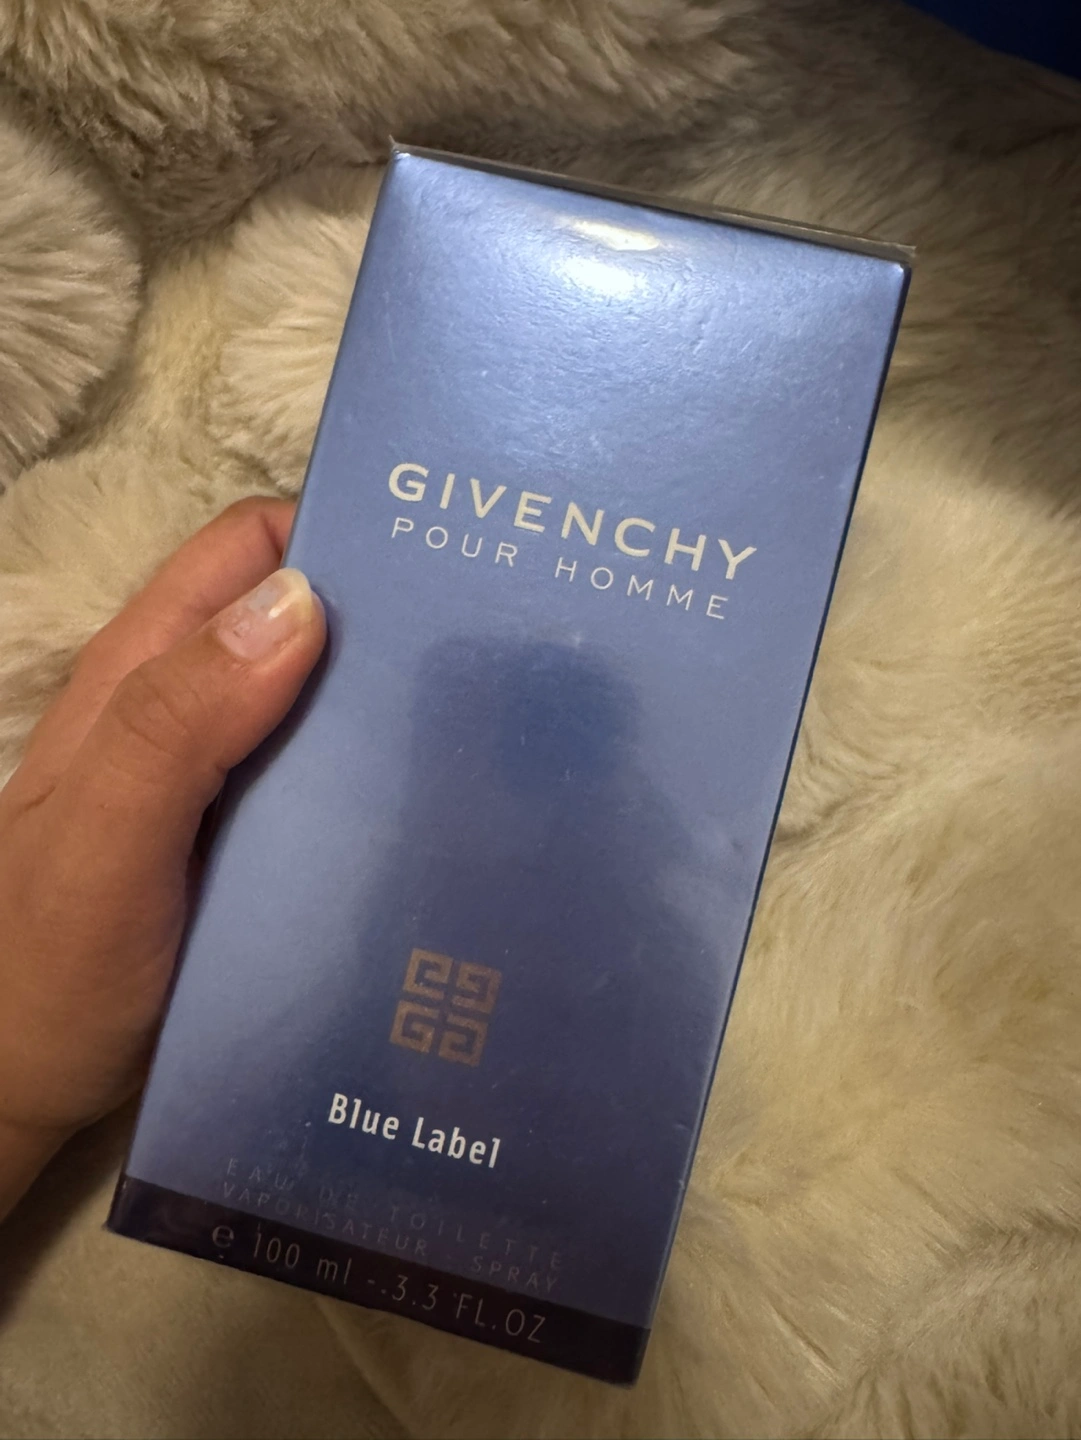 GIVENCHY
POUR HOMME
Blue Label
EAU DE TOILETTE
VAPORISATEUR . SPRAY
℮ 100 ml - .3.3 FL.OZ